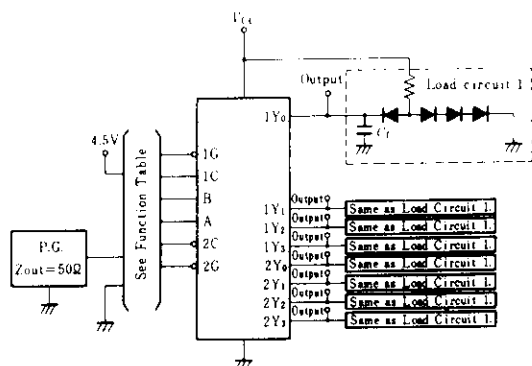 Vcc
Output
Load circuit 1
1Y₀
C_L
4.5V
See Function Table
1G
1C
B
A
2C
2G
P.G.
Zout=50Ω
Output
1Y₁
Same as Load Circuit 1.
Output
1Y₂
Same as Load Circuit 1.
Output
1Y₃
Same as Load Circuit 1.
Output
2Y₀
Same as Load Circuit 1.
Output
2Y₁
Same as Load Circuit 1.
Output
2Y₂
Same as Load Circuit 1.
Output
2Y₃
Same as Load Circuit 1.